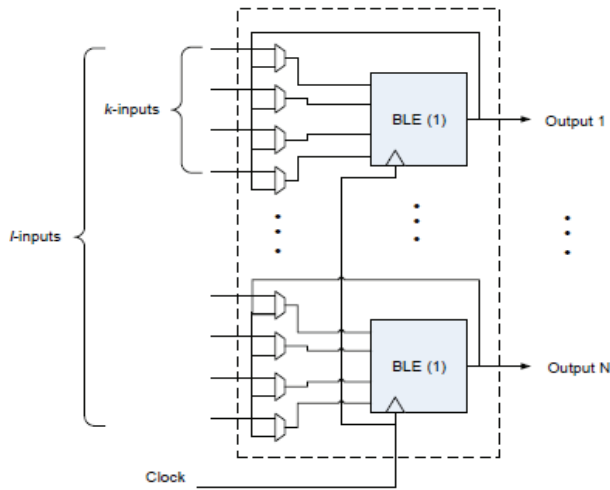 k-inputs
BLE (1)
Output 1
I-inputs
BLE (1)
Output N
Clock